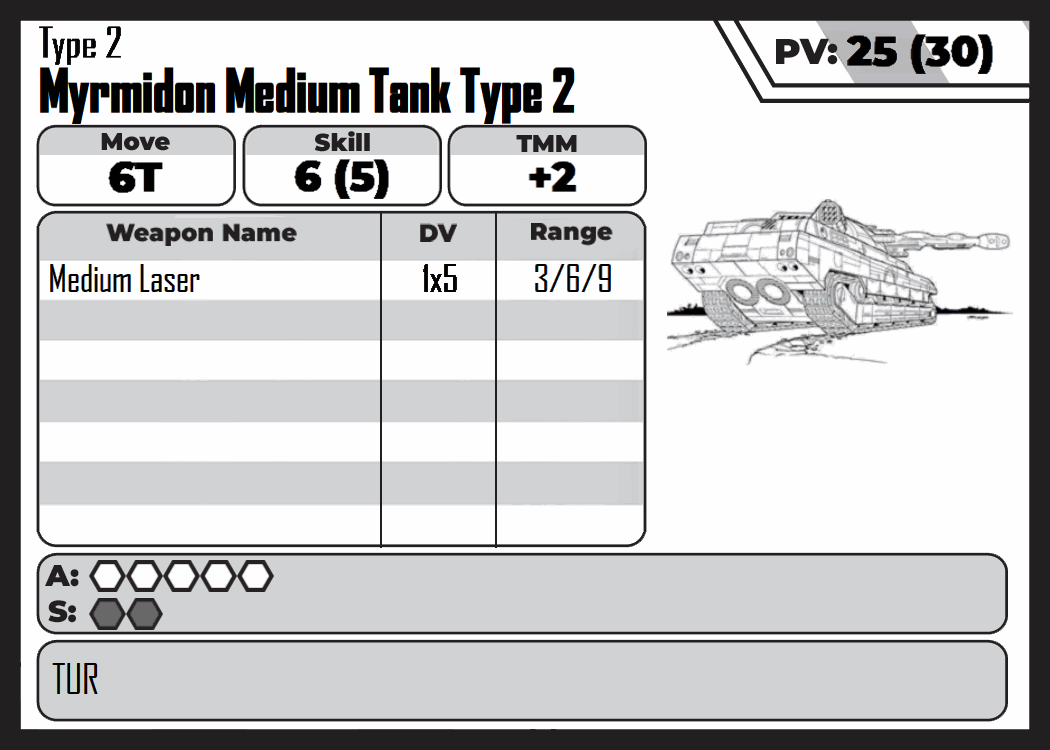 Type 2
PV: 25 (30)
Myrmidon Medium Tank Type 2
Move
Skill
TMM
6T
6 (5)
+2
Weapon Name DV Range
Medium Laser 1x5 3/6/9
A:
S:
TUR